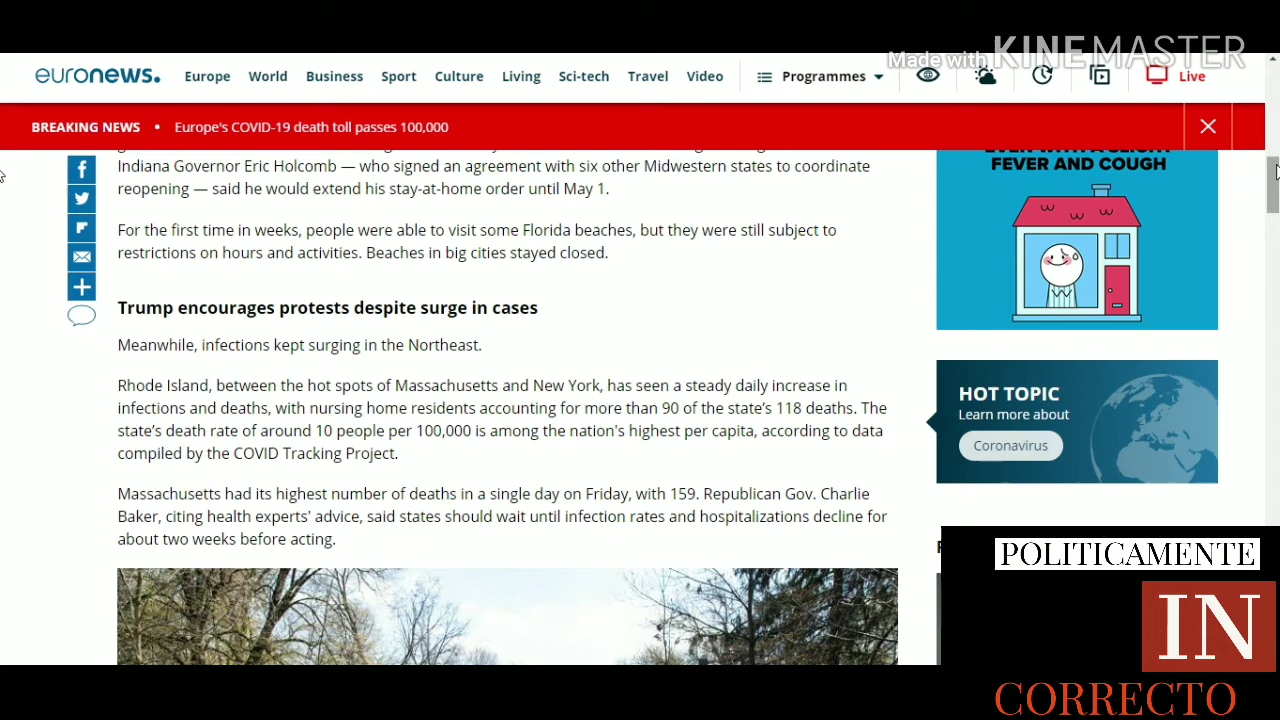 Made with KINEMASTER
euronews.
Europe World Business Sport Culture Living Sci-tech Travel Video Programmes Live
BREAKING NEWS • Europe's COVID-19 death toll passes 100,000
Indiana Governor Eric Holcomb — who signed an agreement with six other Midwestern states to coordinate
reopening — said he would extend his stay-at-home order until May 1.
For the first time in weeks, people were able to visit some Florida beaches, but they were still subject to
restrictions on hours and activities. Beaches in big cities stayed closed.
Trump encourages protests despite surge in cases
Meanwhile, infections kept surging in the Northeast.
Rhode Island, between the hot spots of Massachusetts and New York, has seen a steady daily increase in
infections and deaths, with nursing home residents accounting for more than 90 of the state’s 118 deaths. The
state’s death rate of around 10 people per 100,000 is among the nation's highest per capita, according to data
compiled by the COVID Tracking Project.
Massachusetts had its highest number of deaths in a single day on Friday, with 159. Republican Gov. Charlie
Baker, citing health experts’ advice, said states should wait until infection rates and hospitalizations decline for
about two weeks before acting.
EVEN WITH A SLIGHT
FEVER AND COUGH
HOT TOPIC
Learn more about
Coronavirus
POLITICAMENTE
IN
CORRECTO